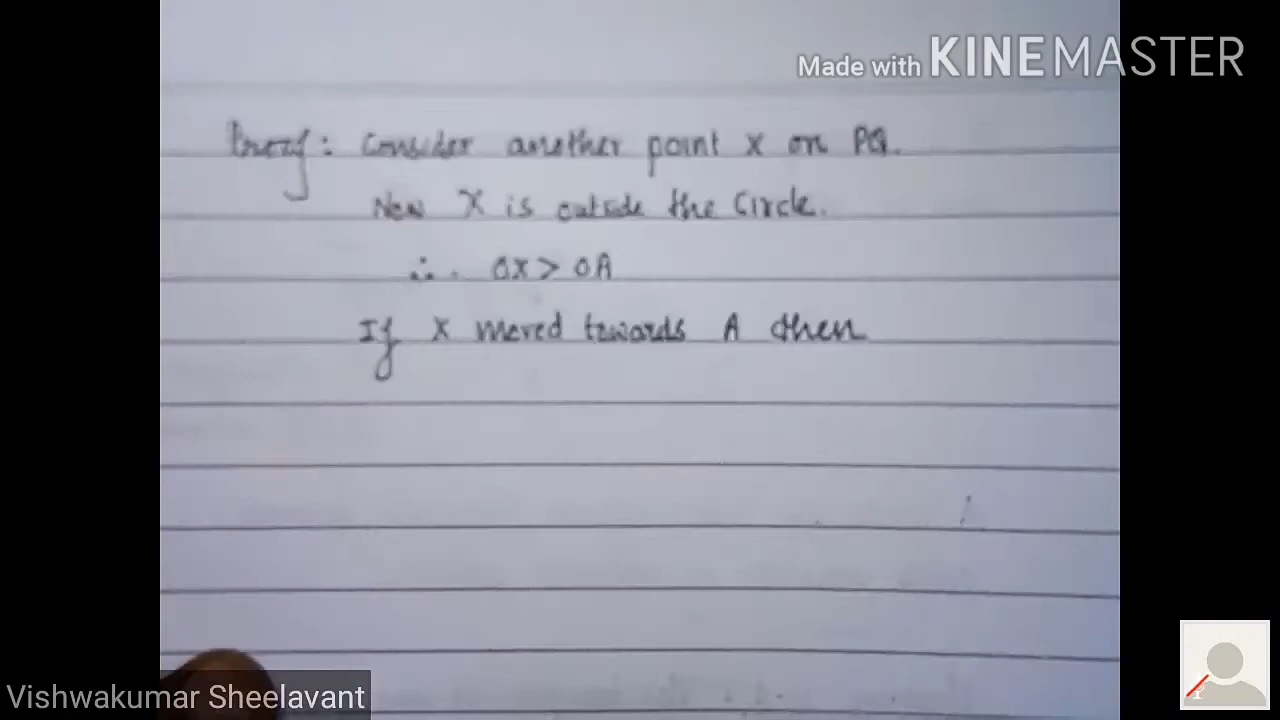 Made with KINEMASTER
Proof: Consider another point X on PQ.
Now X is outside the Circle.
∴ OX > OA
If X moved towards A then
Vishwakumar Sheelavant